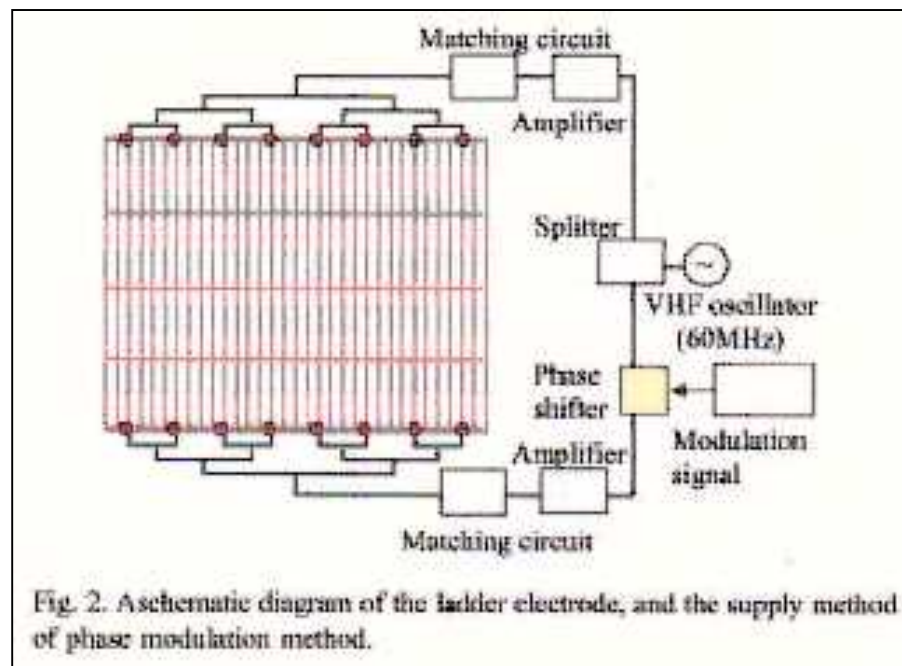 Matching circuit
Amplifier
Splitter
~
VHF oscillator
(60MHz)
Phase
shifter
Modulation
signal
Amplifier
Matching circuit
Fig. 2. Aschematic diagram of the ladder electrode, and the supply method
of phase modulation method.